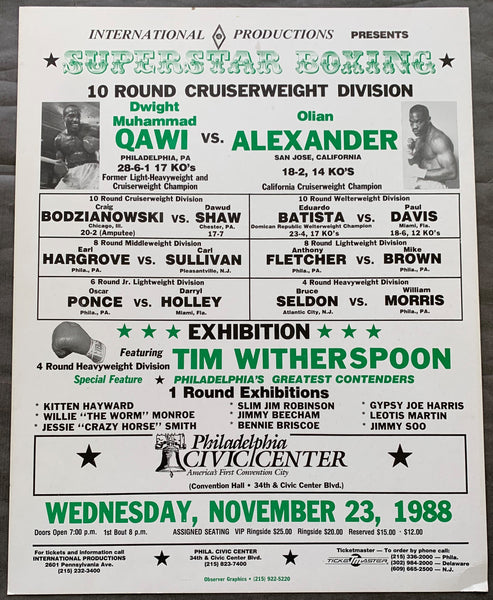 INTERNATIONAL PRODUCTIONS PRESENTS
SUPERSTAR BOXING
10 ROUND CRUISERWEIGHT DIVISION
Dwight
Muhammad
QAWI
PHILADELPHIA, PA
28-6-1 17 KO's
Former Light-Heavyweight and
Cruiserweight Champion
vs.
Olian
ALEXANDER
SAN JOSE, CALIFORNIA
18-2, 14 KO'S
California Cruiserweight Champion
10 Round Cruiserweight Division
Craig Dawud
BODZIANOWSKI vs. SHAW
Chicago, Ill. Chester, PA
20-2 (Amputee) 17-7
10 Round Welterweight Division
Eduardo Paul
BATISTA vs. DAVIS
Domican Republic Welterweight Champion Miami, Fla.
23-4, 17 KO's 18-6, 12 KO's
8 Round Middleweight Division
Earl Carl
HARGROVE vs. SULLIVAN
Phila., PA. Pleasantville, N.J.
8 Round Lightweight Division
Anthony Mike
FLETCHER vs. BROWN
Phila., PA. Phila., PA.
6 Round Jr. Lightweight Division
Oscar Darryl
PONCE vs. HOLLEY
Phila., PA. Miami, Fla.
4 Round Heavyweight Division
Bruce William
SELDON vs. MORRIS
Atlantic City, N.J. Phila., PA.
EXHIBITION
Featuring
4 Round Heavyweight Division
TIM WITHERSPOON
Special Feature PHILADELPHIA'S GREATEST CONTENDERS
1 Round Exhibitions
KITTEN HAYWARD
WILLIE "THE WORM" MONROE
JESSIE "CRAZY HORSE" SMITH
SLIM JIM ROBINSON
JIMMY BEECHAM
BENNIE BRISCOE
GYPSY JOE HARRIS
LEOTIS MARTIN
JIMMY SOO
Philadelphia
CIVIC CENTER
America's First Convention City
(Convention Hall • 34th & Civic Center Blvd.)
WEDNESDAY, NOVEMBER 23, 1988
Doors Open 7:00 p.m. 1st Bout 8 p.m. ASSIGNED SEATING VIP Ringside $25.00 Ringside $20.00 Reserved $15.00 • $12.00
For tickets and information call
INTERNATIONAL PRODUCTIONS
2601 Pennsylvania Ave.
(215) 232-3400
PHILA. CIVIC CENTER
34th & Civic Center Blvd.
(215) 823-7400
TICKETMASTER
Ticketmaster — To order by phone call:
(215) 336-2000 — Phila.
(302) 984-2000 — Delaware
(609) 665-2500 — N.J.
Observer Graphics • (215) 922-5220